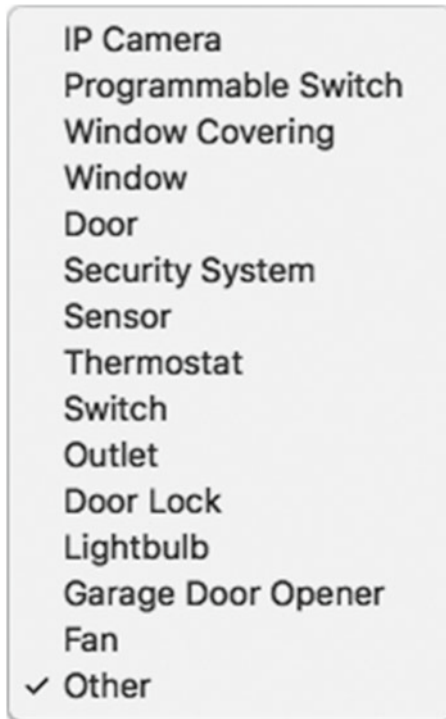 IP Camera
Programmable Switch
Window Covering
Window
Door
Security System
Sensor
Thermostat
Switch
Outlet
Door Lock
Lightbulb
Garage Door Opener
Fan
✓ Other